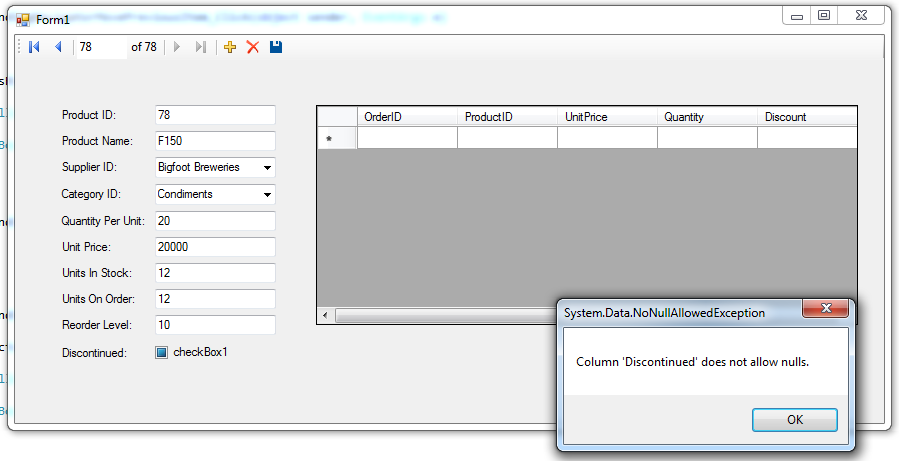 Form1
78 of 78
Product ID: 78
Product Name: F150
Supplier ID: Bigfoot Breweries
Category ID: Condiments
Quantity Per Unit: 20
Unit Price: 20000
Units In Stock: 12
Units On Order: 12
Reorder Level: 10
Discontinued: checkBox1
OrderID ProductID UnitPrice Quantity Discount
*
System.Data.NoNullAllowedException
Column 'Discontinued' does not allow nulls.
OK